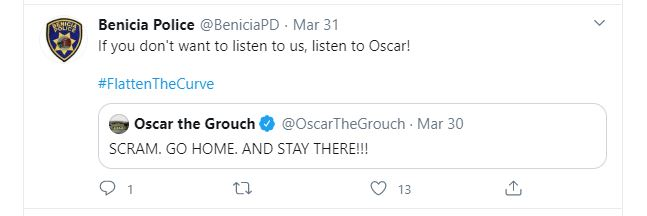 Benicia Police @BeniciaPD · Mar 31
If you don't want to listen to us, listen to Oscar!
#FlattenTheCurve
Oscar the Grouch @OscarTheGrouch · Mar 30
SCRAM. GO HOME. AND STAY THERE!!!
1 13